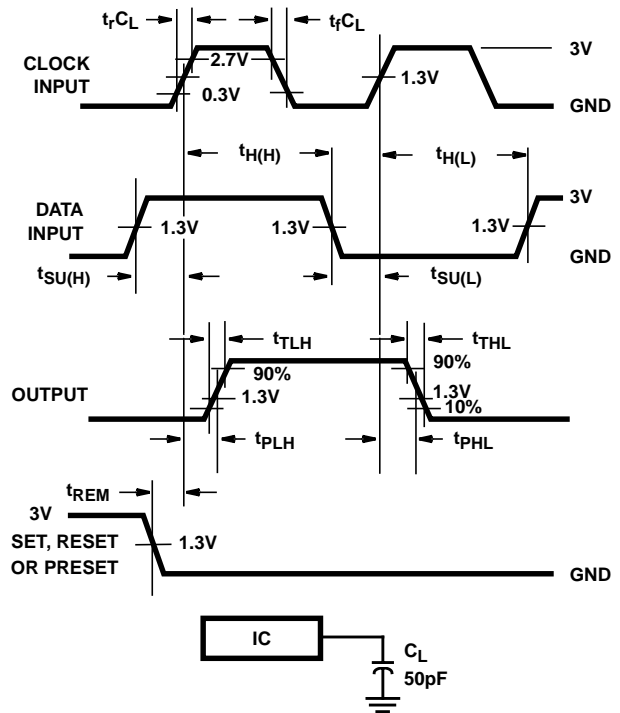 trCL
tfCL
CLOCK
INPUT
2.7V
0.3V
1.3V
3V
GND
tH(H)
tH(L)
DATA
INPUT
1.3V
1.3V
1.3V
3V
GND
tSU(H)
tSU(L)
tTLH
tTHL
OUTPUT
90%
1.3V
90%
1.3V
10%
tPLH
tPHL
tREM
3V
SET, RESET
OR PRESET
1.3V
GND
IC
CL
50pF